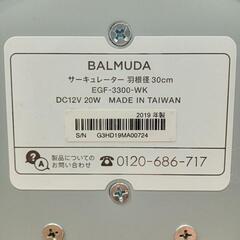 BALMUDA
サーキュレーター 羽根径 30cm
EGF-3300-WK
DC12V 20W MADE IN TAIWAN
2019 年製
S/N G3HD19MA00724
?
A
製品についての
お問い合わせ
0120-686-717